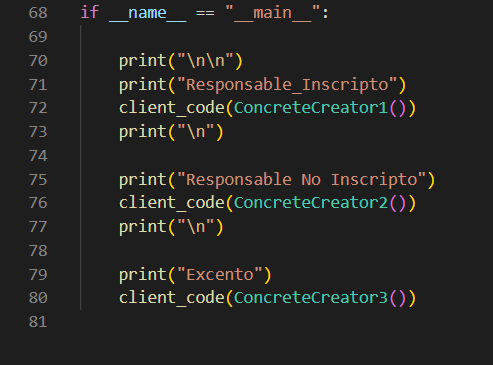 68 if __name__ == "__main__":
69
70 print("\n\n")
71 print("Responsable_Inscripto")
72 client_code(ConcreteCreator1())
73 print("\n")
74
75 print("Responsable No Inscripto")
76 client_code(ConcreteCreator2())
77 print("\n")
78
79 print("Excento")
80 client_code(ConcreteCreator3())
81